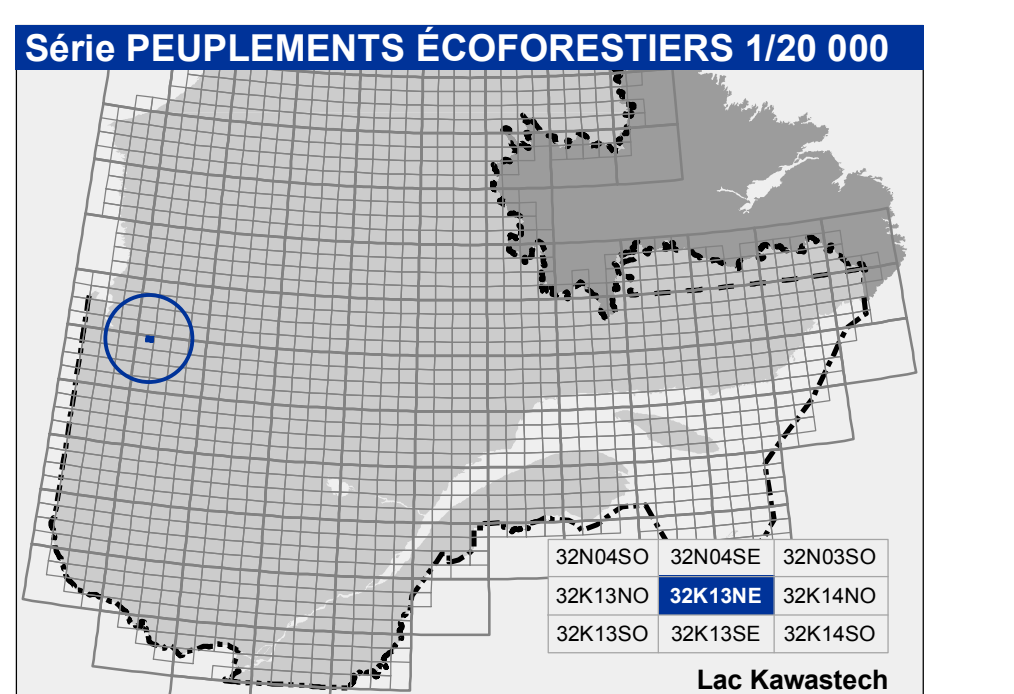 Série PEUPLEMENTS ÉCOFORESTIERS 1/20 000
32N04SO 32N04SE 32N03SO
32K13NO 32K13NE 32K14NO
32K13SO 32K13SE 32K14SO
Lac Kawastech